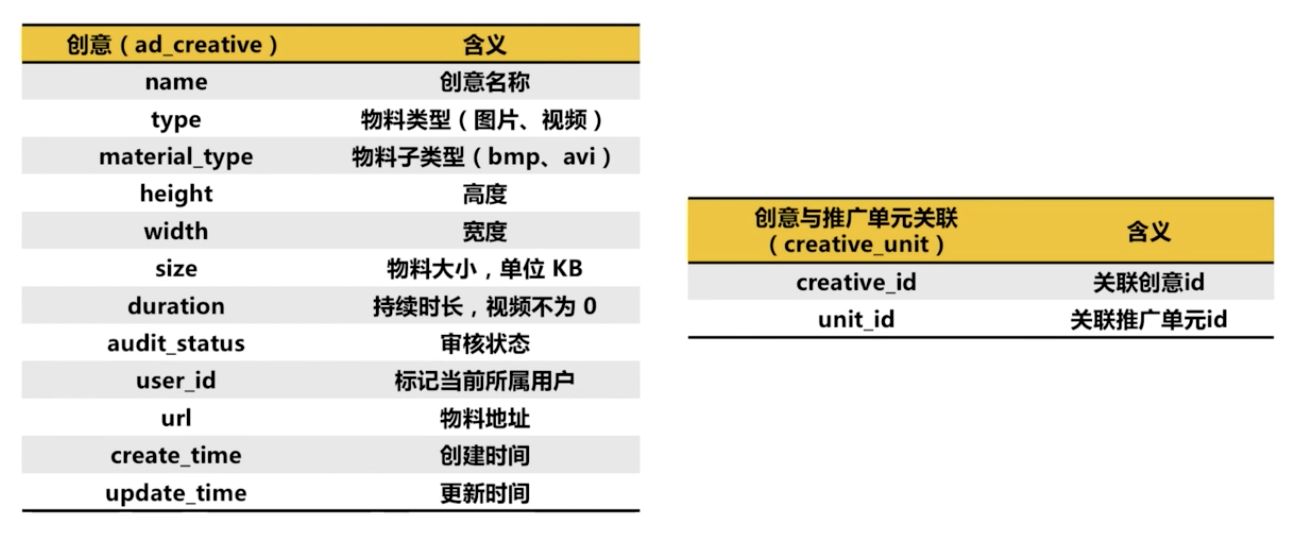 创意（ad_creative） 含义
name 创意名称
type 物料类型（图片、视频）
material_type 物料子类型（bmp、avi）
height 高度
width 宽度
size 物料大小，单位 KB
duration 持续时长，视频不为 0
audit_status 审核状态
user_id 标记当前所属用户
url 物料地址
create_time 创建时间
update_time 更新时间
创意与推广单元关联
（creative_unit） 含义
creative_id 关联创意id
unit_id 关联推广单元id